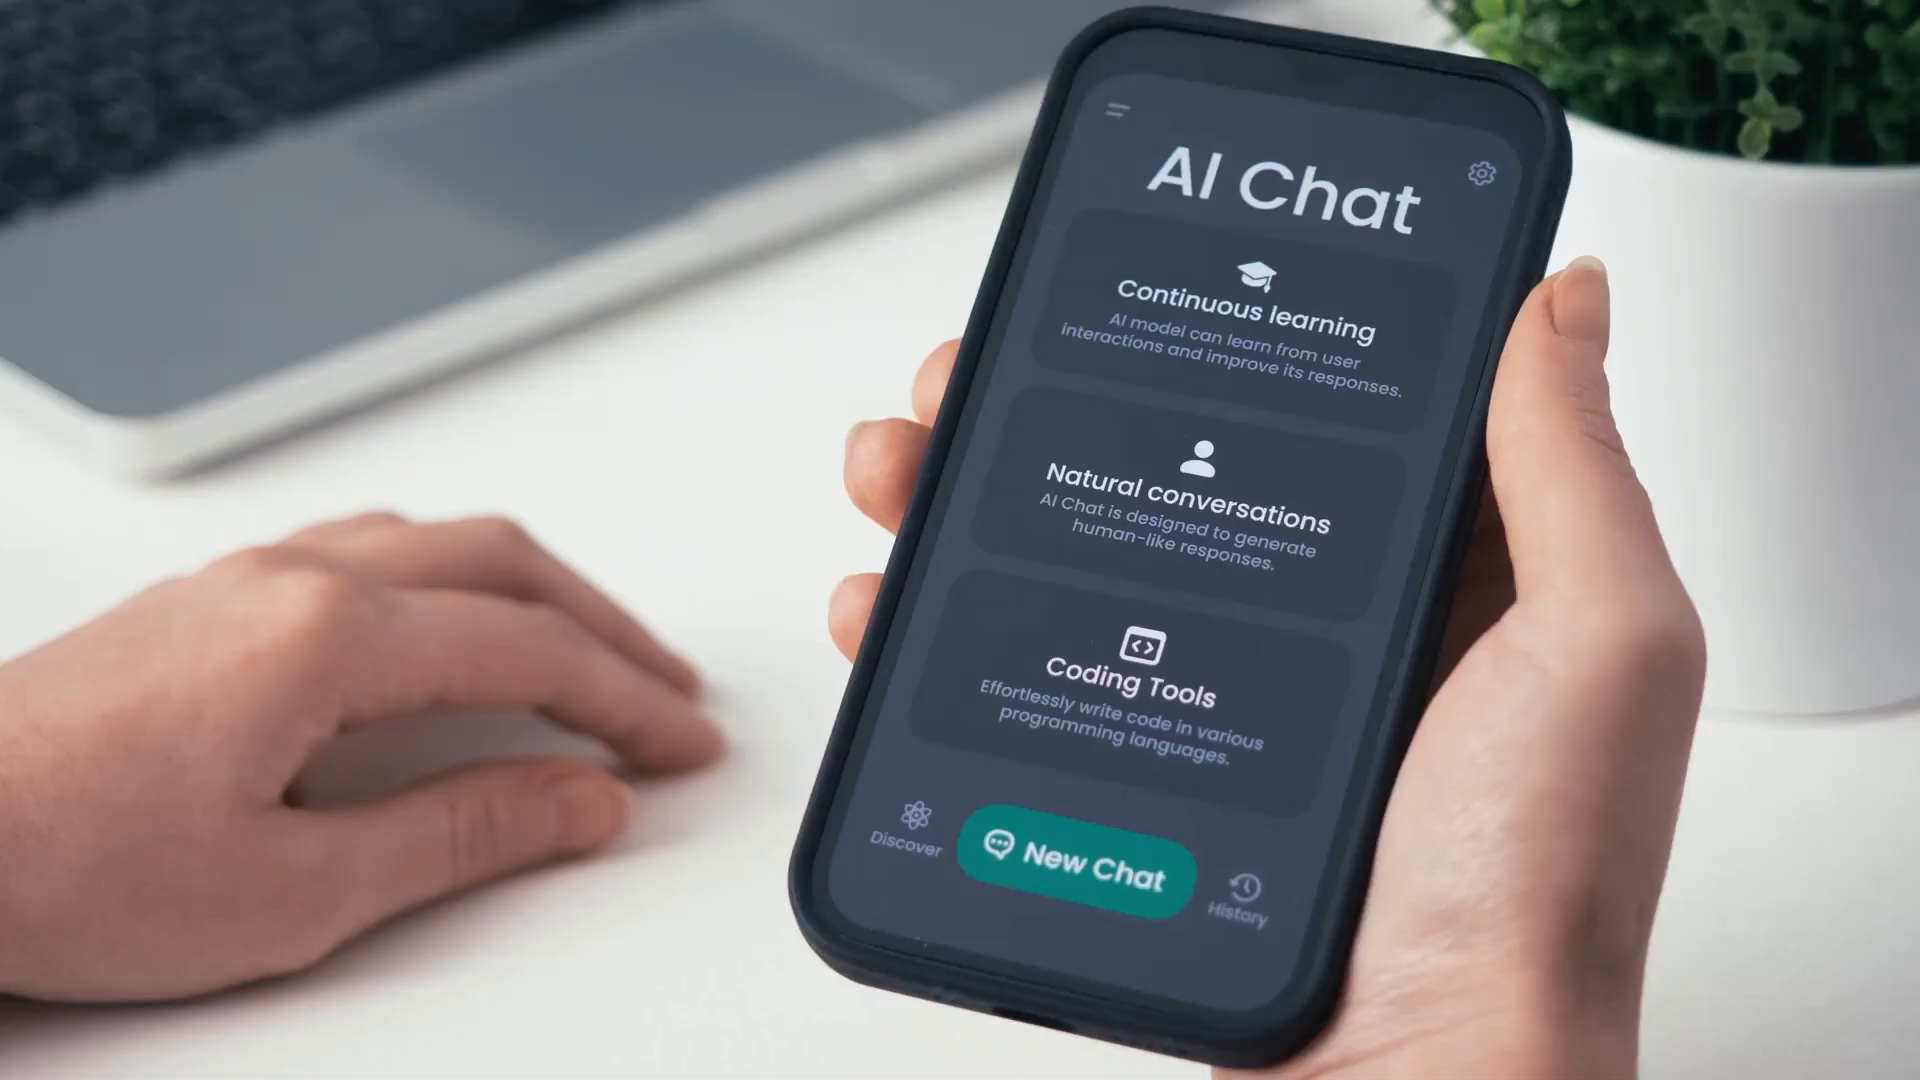 AI Chat
Continuous learning
AI model can learn from user
interactions and improve its responses.
Natural conversations
AI Chat is designed to generate
human-like responses.
Coding Tools
Effortlessly write code in various
programming languages.
Discover
New Chat
History